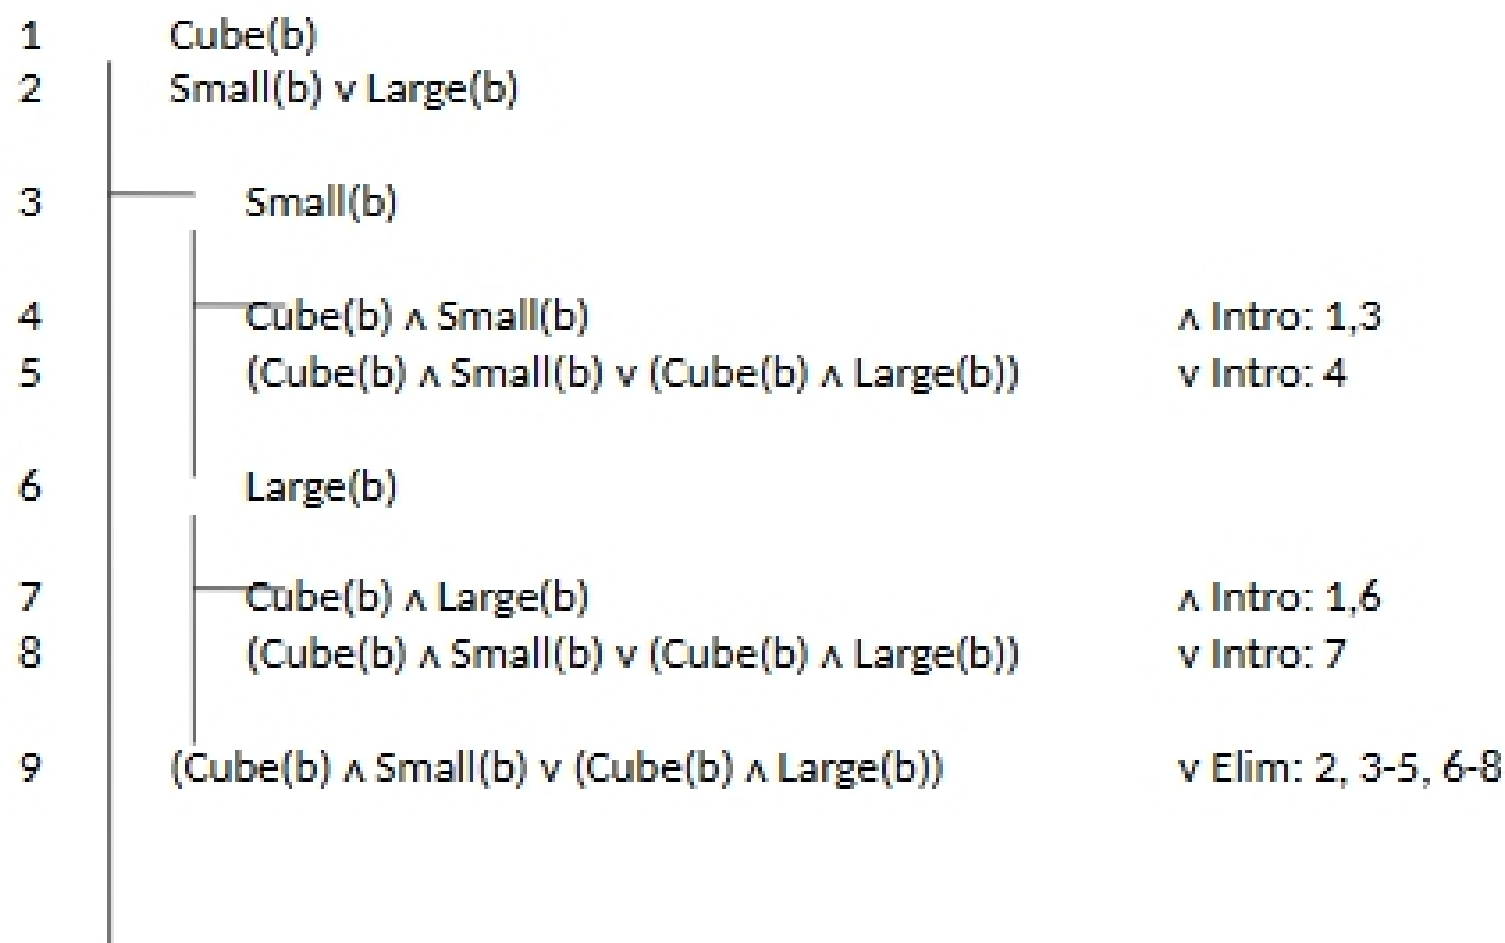 1 Cube(b)
2 Small(b) ∨ Large(b)
3 Small(b)
4 Cube(b) ∧ Small(b) ∧ Intro: 1,3
5 (Cube(b) ∧ Small(b) ∨ (Cube(b) ∧ Large(b)) ∨ Intro: 4
6 Large(b)
7 Cube(b) ∧ Large(b) ∧ Intro: 1,6
8 (Cube(b) ∧ Small(b) ∨ (Cube(b) ∧ Large(b)) ∨ Intro: 7
9 (Cube(b) ∧ Small(b) ∨ (Cube(b) ∧ Large(b)) ∨ Elim: 2, 3-5, 6-8